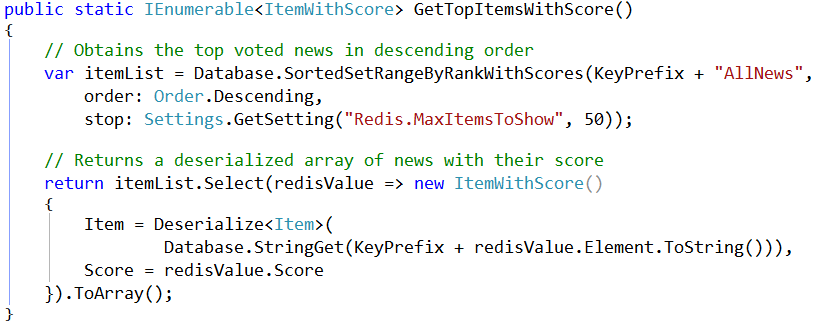 public static IEnumerable<ItemWithScore> GetTopItemsWithScore()
{
    // Obtains the top voted news in descending order
    var itemList = Database.SortedSetRangeByRankWithScores(KeyPrefix + "AllNews",
        order: Order.Descending,
        stop: Settings.GetSetting("Redis.MaxItemsToShow", 50));

    // Returns a deserialized array of news with their score
    return itemList.Select(redisValue => new ItemWithScore()
    {
        Item = Deserialize<Item>(
                Database.StringGet(KeyPrefix + redisValue.Element.ToString())),
        Score = redisValue.Score
    }).ToArray();
}